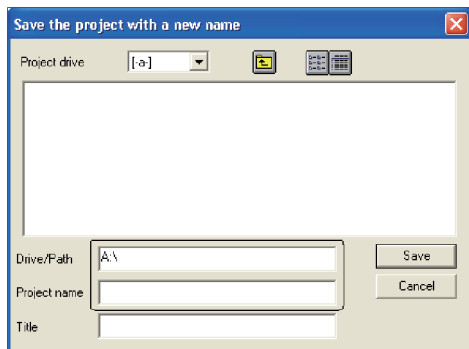 Save the project with a new name
Project drive [-a-]
Drive/Path A:\
Save
Project name
Cancel
Title